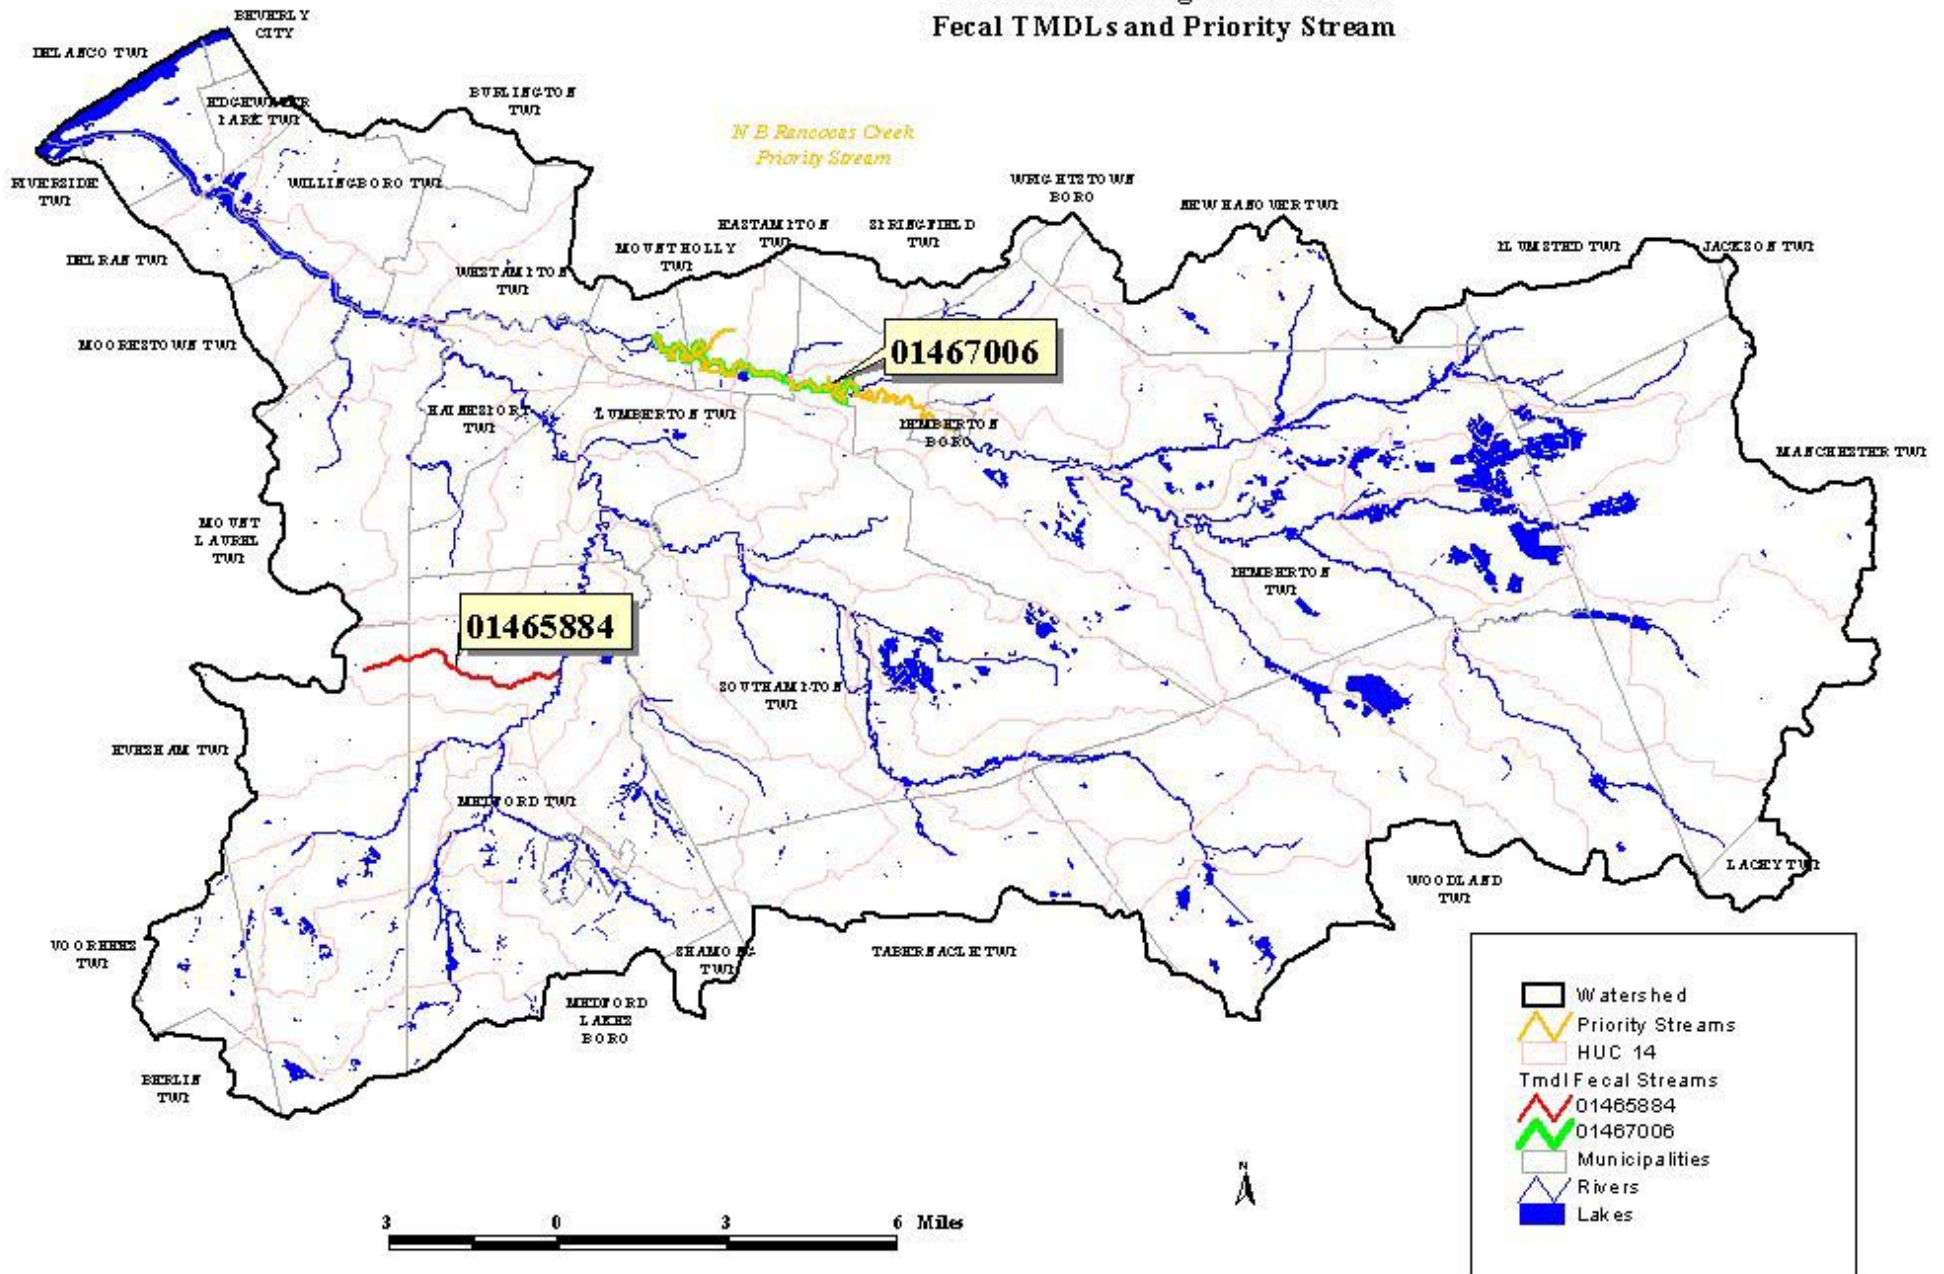 Fecal TMDLs and Priority Stream
BEVERLY
CITY
DELANCO TWP
EDGEWATER
PARK TWP
BURLINGTON
TWP
N B Rancocas Creek
Priority Stream
RIVERSIDE
TWP
WILLINGBORO TWP
WRIGHTSTOWN
BORO
NEW HANOVER TWP
EASTAMPTON
TWP
SPRINGFIELD
TWP
MOUNT HOLLY
TWP
PLUMSTED TWP
JACKSON TWP
DELRAN TWP
WESTAMPTON
TWP
MOORESTOWN TWP
01467006
HAINESPORT
TWP
LUMBERTON TWP
PEMBERTON
BORO
MANCHESTER TWP
MOUNT
LAUREL
TWP
PEMBERTON
TWP
01465884
SOUTHAMPTON
TWP
EVESHAM TWP
MEDFORD TWP
LACEY TWP
WOODLAND
TWP
VOORHEES
TWP
SHAMONG
TWP
TABERNACLE TWP
MEDFORD
LAKES
BORO
BERLIN
TWP
Watershed
Priority Streams
HUC 14
Tmdl Fecal Streams
01465884
01467006
Municipalities
Rivers
Lakes
N
3 0 3 6 Miles